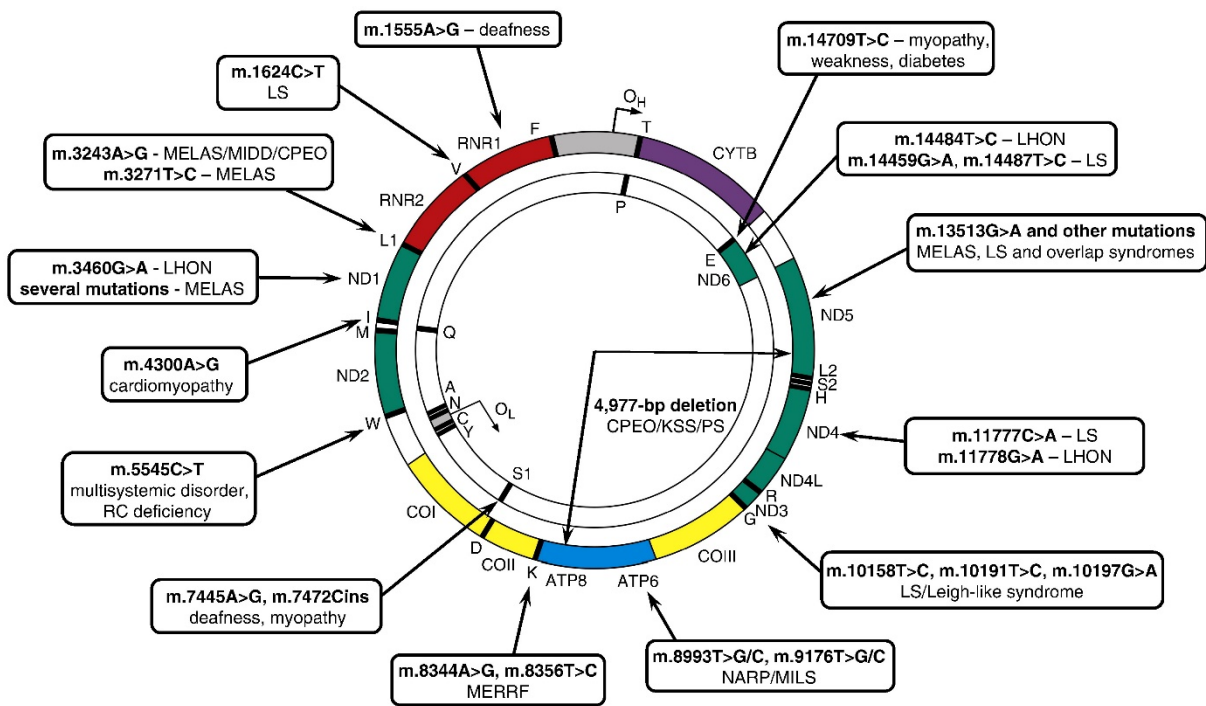 m.1555A>G – deafness
m.14709T>C – myopathy,
weakness, diabetes
m.1624C>T
LS
m.14484T>C - LHON
m.14459G>A, m.14487T>C – LS
m.3243A>G - MELAS/MIDD/CPEO
m.3271T>C – MELAS
m.13513G>A and other mutations
MELAS, LS and overlap syndromes
m.3460G>A - LHON
several mutations - MELAS
m.4300A>G
cardiomyopathy
4,977-bp deletion
CPEO/KSS/PS
m.11777C>A – LS
m.11778G>A – LHON
m.5545C>T
multisystemic disorder,
RC deficiency
m.10158T>C, m.10191T>C, m.10197G>A
LS/Leigh-like syndrome
m.7445A>G, m.7472Cins
deafness, myopathy
m.8344A>G, m.8356T>C
MERRF
m.8993T>G/C, m.9176T>G/C
NARP/MILS
OH
F
T
RNR1
CYTB
V
RNR2
P
L1
E
ND6
ND1
ND5
I
M
Q
ND2
L2
S2
H
A
N
C
Y
OL
W
ND4
S1
ND4L
R
ND3
G
COI
D
COII
K
ATP8
ATP6
COIII